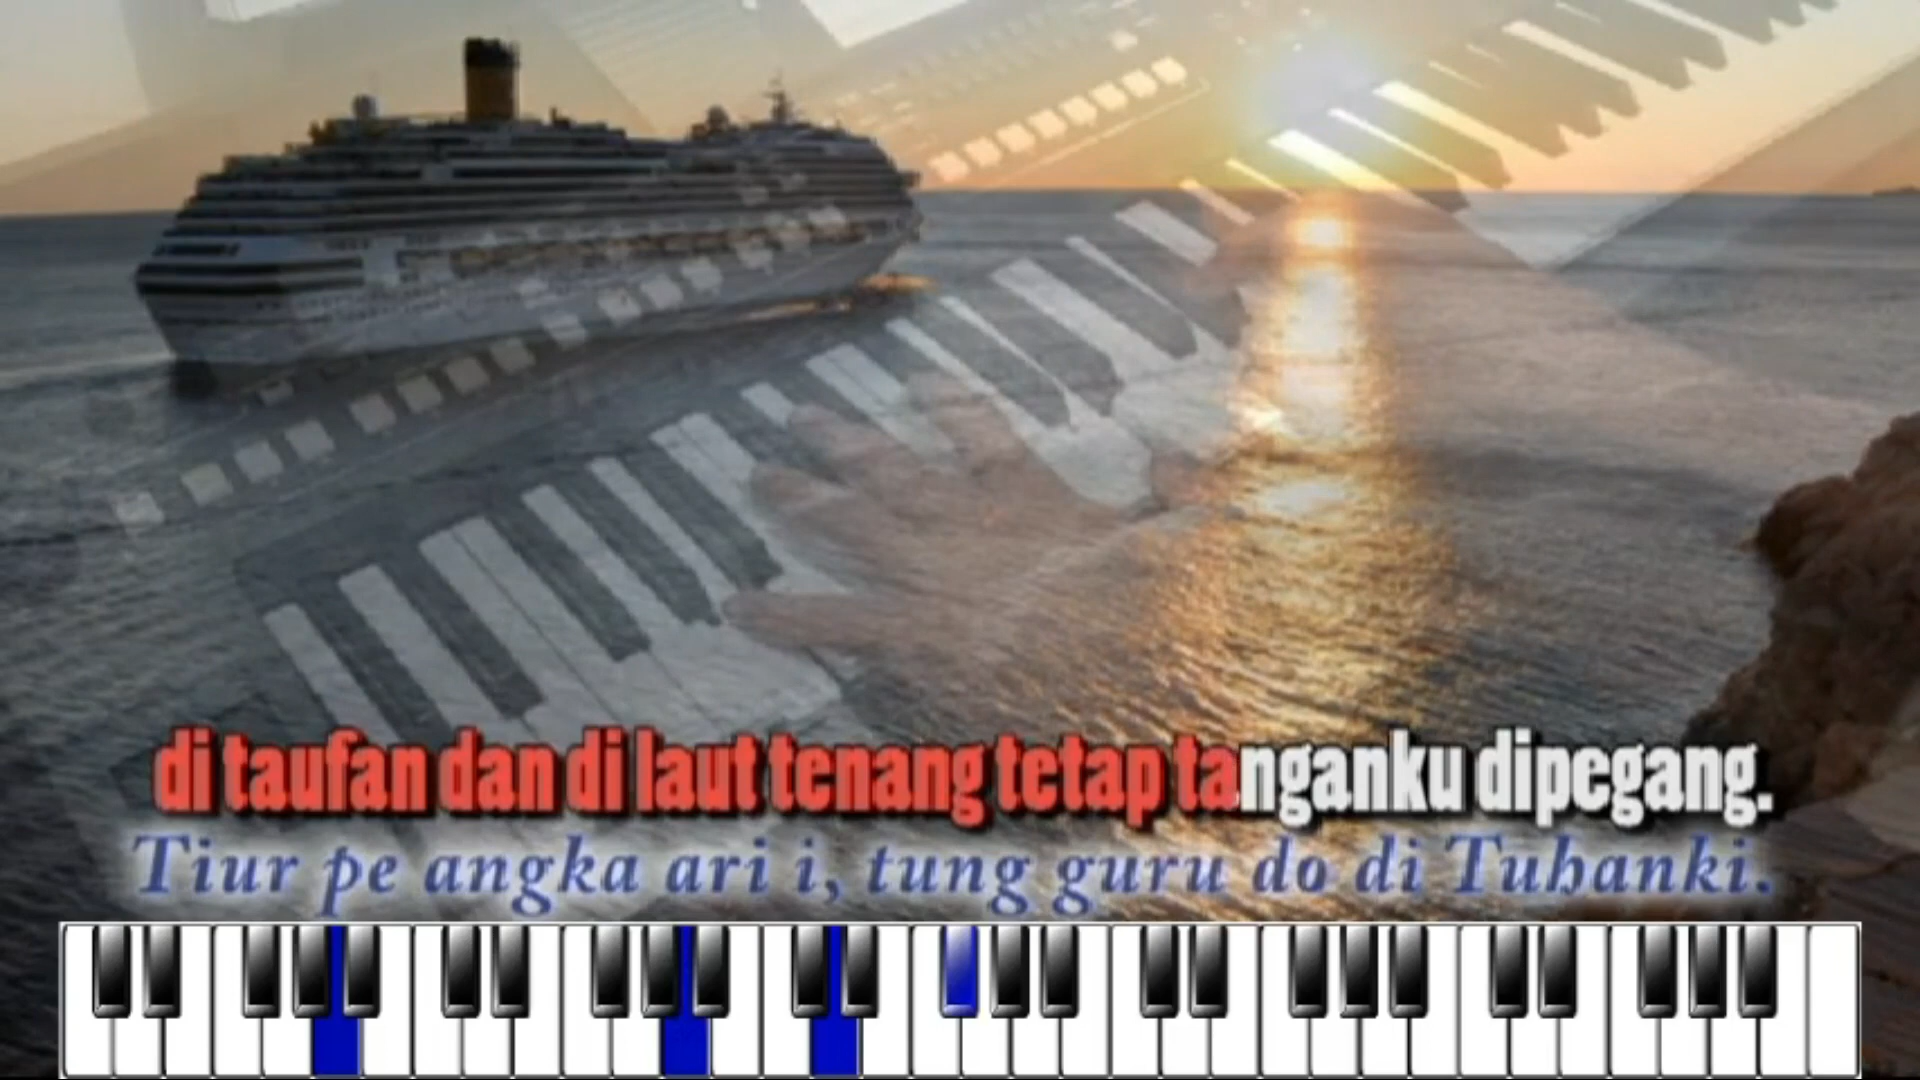 di taufan dan di laut tenang tetap tanganku dipegang.
Tiur pe angka ari i, tung guru do di Tuhanki.